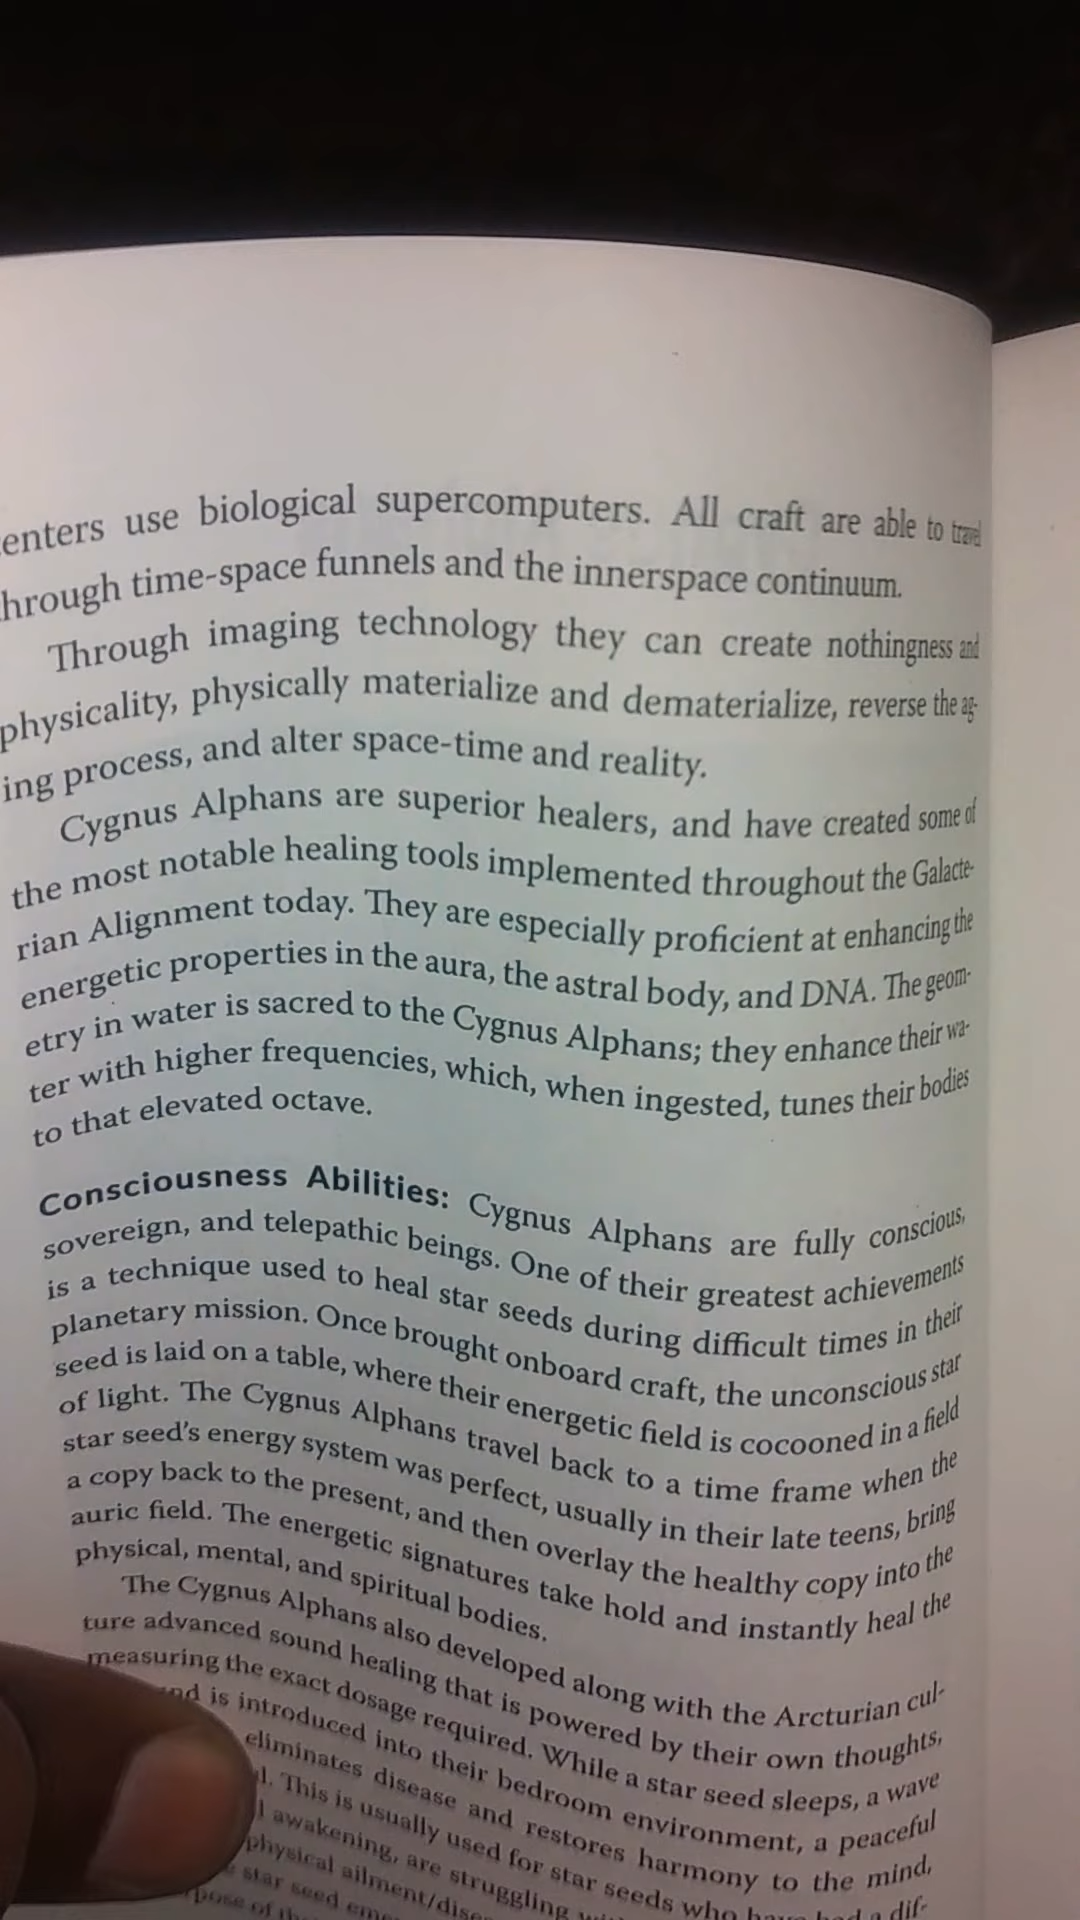 enters use biological supercomputers. All craft are able to travel
hrough time-space funnels and the innerspace continuum.
Through imaging technology they can create nothingness and
physicality, physically materialize and dematerialize, reverse the ag-
ing process, and alter space-time and reality.
Cygnus Alphans are superior healers, and have created some of
the most notable healing tools implemented throughout the Galacte-
rian Alignment today. They are especially proficient at enhancing the
energetic properties in the aura, the astral body, and DNA. The geom-
etry in water is sacred to the Cygnus Alphans; they enhance their wa-
ter with higher frequencies, which, when ingested, tunes their bodies
to that elevated octave.
Consciousness Abilities: Cygnus Alphans are fully conscious,
sovereign, and telepathic beings. One of their greatest achievements
is a technique used to heal star seeds during difficult times in their
planetary mission. Once brought onboard craft, the unconscious star
seed is laid on a table, where their energetic field is cocooned in a field
of light. The Cygnus Alphans travel back to a time frame when the
star seed's energy system was perfect, usually in their late teens, bring
a copy back to the present, and then overlay the healthy copy into the
auric field. The energetic signatures take hold and instantly heal the
physical, mental, and spiritual bodies.
The Cygnus Alphans also developed along with the Arcturian cul-
ture advanced sound healing that is powered by their own thoughts,
measuring the exact dosage required. While a star seed sleeps, a wave
is introduced into their bedroom environment, a peaceful
eliminates disease and restores harmony to the mind,
This is usually used for star seeds who have had a dif-
awakening, are struggling
physical ailment/
star seed